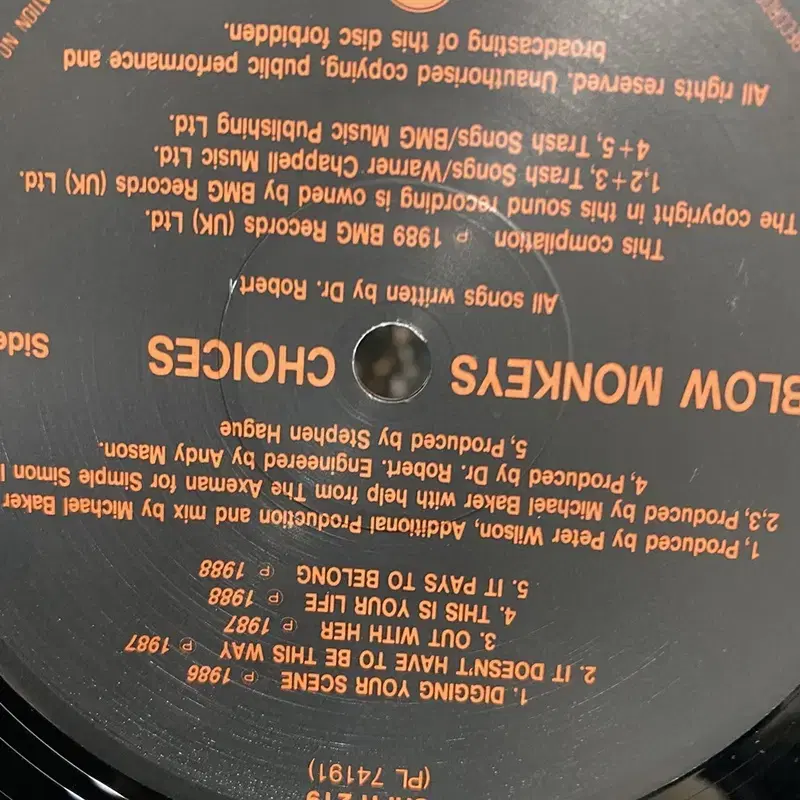 (PL 74191)
1. DIGGING YOUR SCENE ℗ 1986
2. IT DOESN'T HAVE TO BE THIS WAY ℗ 1987
3. OUT WITH HER ℗ 1987
4. THIS IS YOUR LIFE ℗ 1988
5. IT PAYS TO BELONG ℗ 1988
1, Produced by Peter Wilson, Additional Production and mix by Michael Baker
2,3, Produced by Michael Baker with help from The Axeman for Simple Simon
4, Produced by Dr. Robert. Engineered by Andy Mason.
5, Produced by Stephen Hague
BLOW MONKEYS CHOICES Side
All songs written by Dr. Robert
This compilation ℗ 1989 BMG Records (UK) Ltd.
The copyright in this sound recording is owned by BMG Records (UK) Ltd.
1,2+3, Trash Songs/Warner Chappell Music Ltd.
4+5, Trash Songs/BMG Music Publishing Ltd.
All rights reserved. Unauthorised copying, public performance and
broadcasting of this disc forbidden.